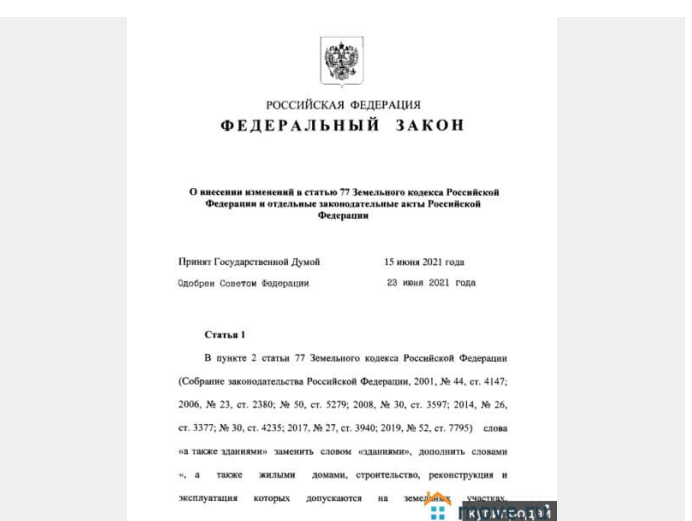 РОССИЙСКАЯ ФЕДЕРАЦИЯ
ФЕДЕРАЛЬНЫЙ ЗАКОН
О внесении изменений в статью 77 Земельного кодекса Российской
Федерации и отдельные законодательные акты Российской
Федерации
Принят Государственной Думой 15 июня 2021 года
Одобрен Советом Федерации 23 июня 2021 года
Статья 1
В пункте 2 статьи 77 Земельного кодекса Российской Федерации
(Собрание законодательства Российской Федерации, 2001, № 44, ст. 4147;
2006, № 23, ст. 2380; № 50, ст. 5279; 2008, № 30, ст. 3597; 2014, № 26,
ст. 3377; № 30, ст. 4235; 2017, № 27, ст. 3940; 2019, № 52, ст. 7795) слова
«а также зданиями» заменить словом «зданиями», дополнить словами
«, а также жилыми домами, строительство, реконструкция и
эксплуатация которых допускаются на земельных участках,
купипродай